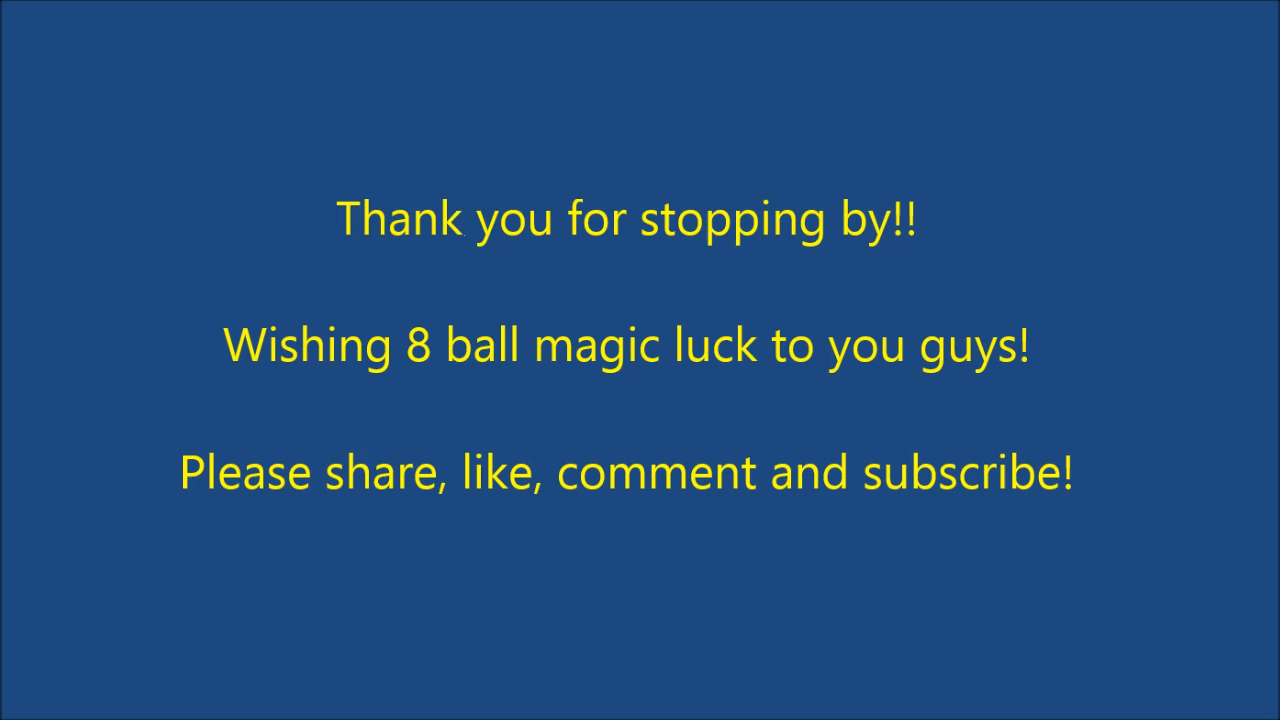 Thank you for stopping by!!
Wishing 8 ball magic luck to you guys!
Please share, like, comment and subscribe!